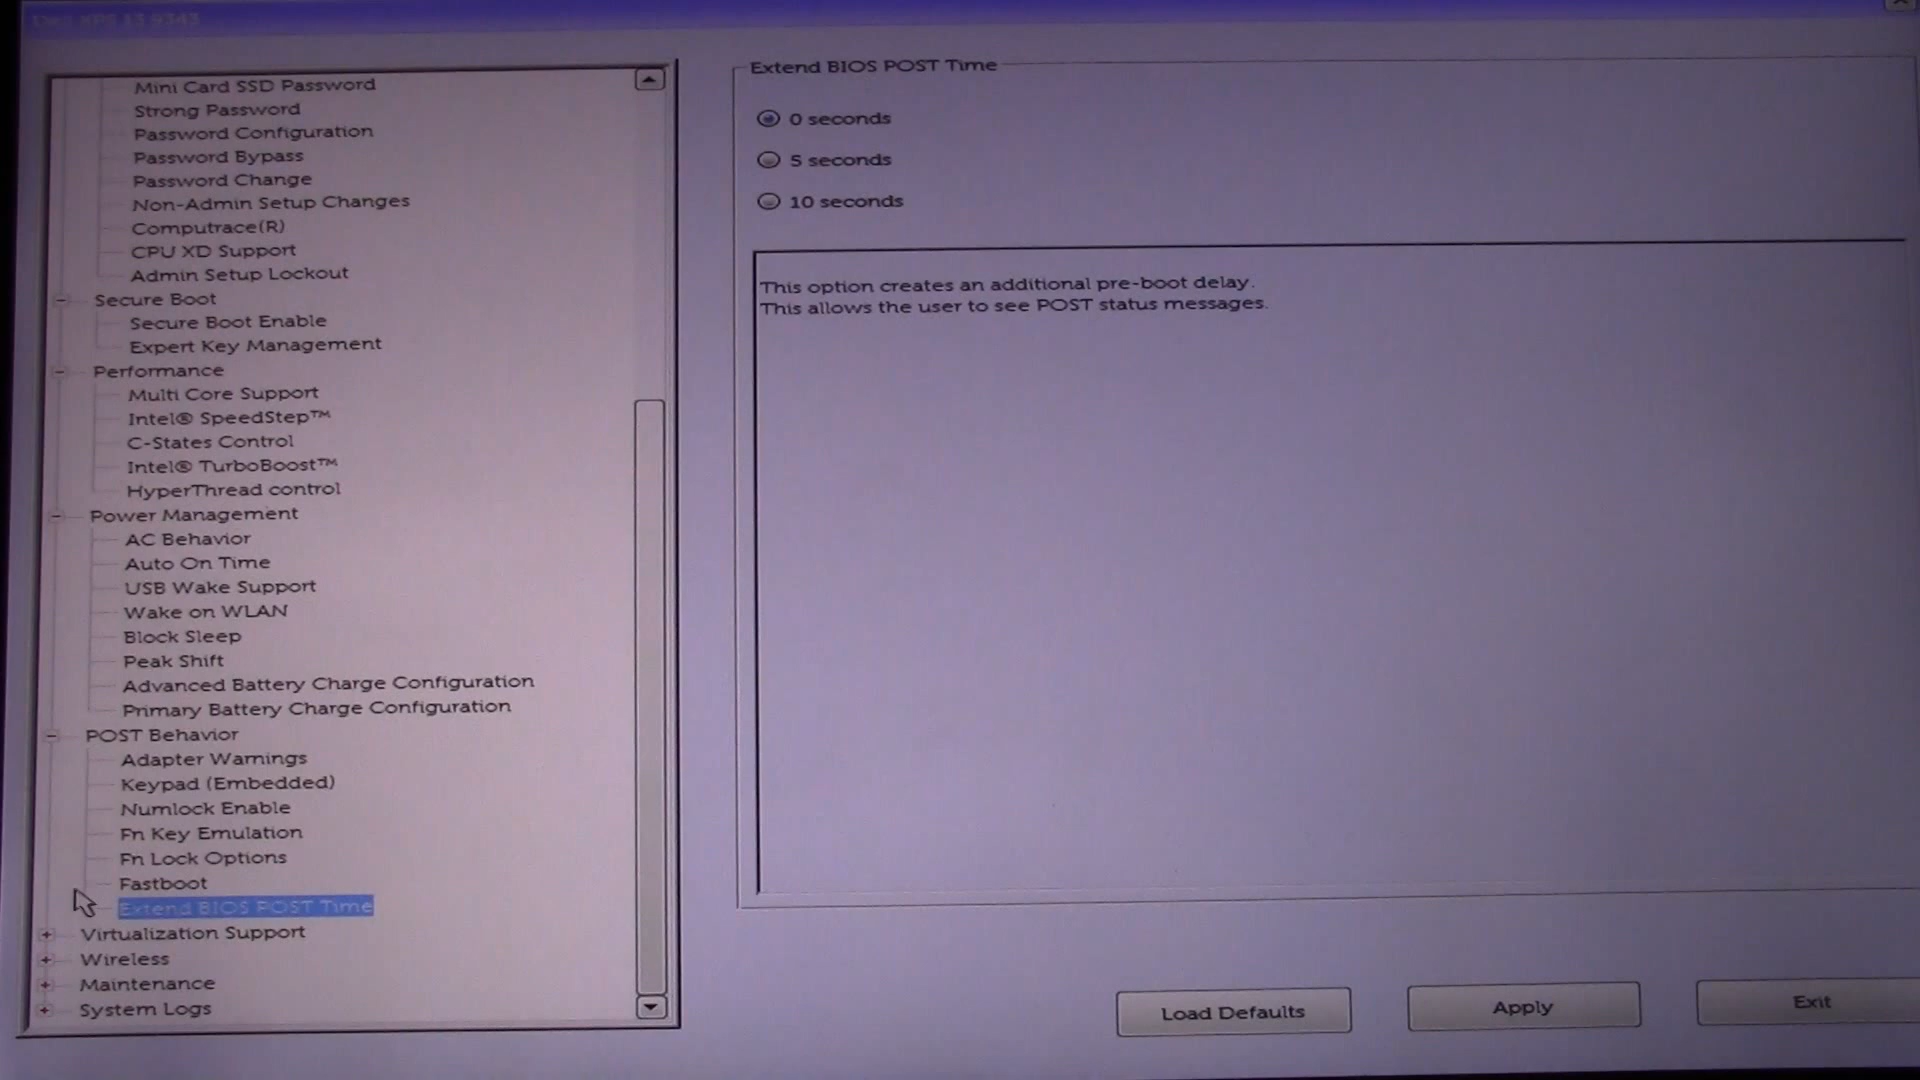 Dell XPS 13 9343
Mini Card SSD Password
Strong Password
Password Configuration
Password Bypass
Password Change
Non-Admin Setup Changes
Computrace(R)
CPU XD Support
Admin Setup Lockout
Secure Boot
Secure Boot Enable
Expert Key Management
Performance
Multi Core Support
Intel® SpeedStep™
C-States Control
Intel® TurboBoost™
HyperThread control
Power Management
AC Behavior
Auto On Time
USB Wake Support
Wake on WLAN
Block Sleep
Peak Shift
Advanced Battery Charge Configuration
Primary Battery Charge Configuration
POST Behavior
Adapter Warnings
Keypad (Embedded)
Numlock Enable
Fn Key Emulation
Fn Lock Options
Fastboot
Extend BIOS POST Time
Virtualization Support
Wireless
Maintenance
System Logs
Extend BIOS POST Time
0 seconds
5 seconds
10 seconds
This option creates an additional pre-boot delay.
This allows the user to see POST status messages.
Load Defaults
Apply
Exit